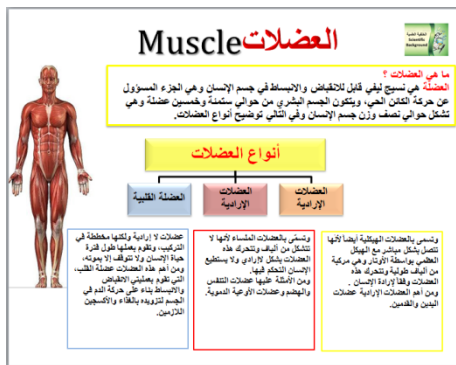 العضلات Muscle
الخلفية العلمية
Scientific
Background
ما هي العضلات ؟
العضلة هي نسيج ليفي قابل للانقباض والانبساط في جسم الإنسان وهي الجزء المسؤول
عن حركة الكائن الحي، ويتكون الجسم البشري من حوالي ستمئة وخمسين عضلة وهي
تشكل حوالي نصف وزن جسم الإنسان وفي التالي توضيح أنواع العضلات.
أنواع العضلات
العضلات
الإرادية
العضلات
الإرادية
العضلة القلبية
وتسمى بالعضلات الهيكلية أيضاً لأنها
تتصل بشكل مباشر مع الهيكل
العظمي بواسطة الأوتار وهي مركبة
من ألياف طولية وتتحرك هذه
العضلات وفقاً لإرادة الإنسان .
ومن أهم العضلات الإرادية عضلات
اليدين والقدمين.
وتسمّى بالعضلات الملساء لأنها لا
تتشكل من ألياف وتتحرك هذه
العضلات بشكل لاإرادي ولا يستطيع
الإنسان التحكم فيها.
ومن الأمثلة عليها عضلات التنفس
والهضم وعضلات الأوعية الدموية.
عضلات لا إرادية ولكنها مخططة في
التركيب، وتقوم بعملها طول فترة
حياة الإنسان ولا تتوقف إلا بموته،
ومن أهم هذه العضلات عضلة القلب،
التي تقوم بعمليتي الانقباض
والانبساط بناء على حركة الدم في
الجسم لتزويده بالغذاء والأكسجين
اللازمين.